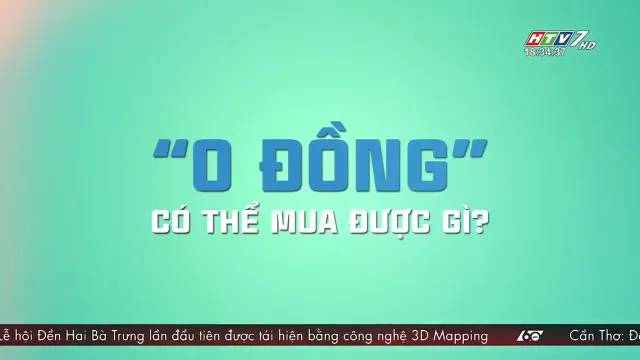 HTV7 HD
18:34:37
“0 ĐỒNG”
CÓ THỂ MUA ĐƯỢC GÌ?
Lễ hội Đền Hai Bà Trưng lần đầu tiên được tái hiện bằng công nghệ 3D Mapping
Cần Thơ: